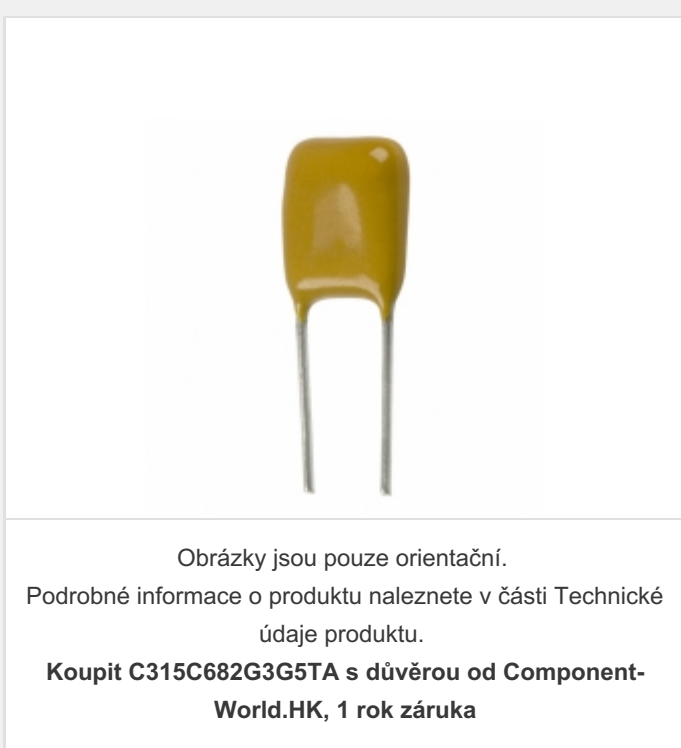 Obrázky jsou pouze orientační.
Podrobné informace o produktu naleznete v části Technické
údaje produktu.
Koupit C315C682G3G5TA s důvěrou od Component-
World.HK, 1 rok záruka